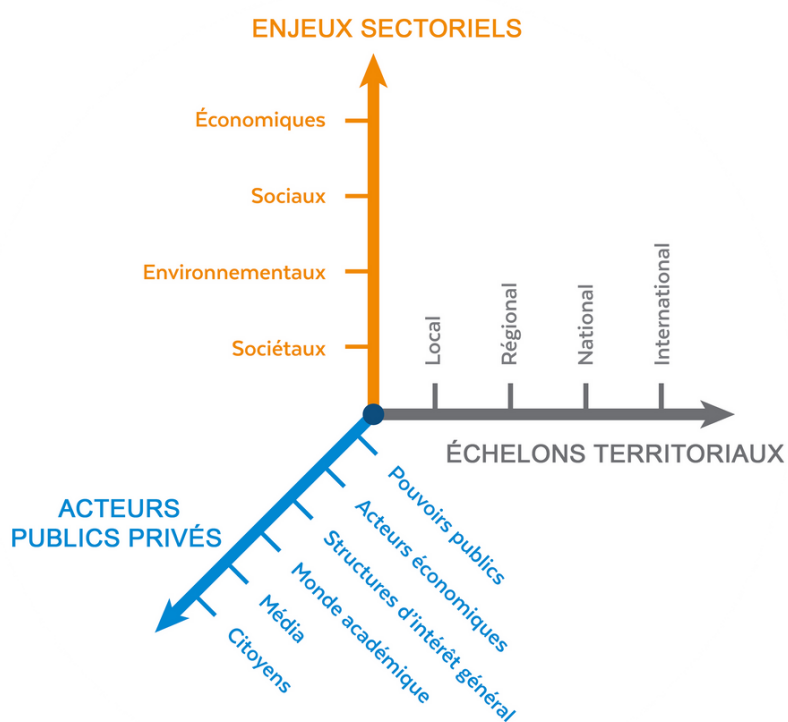 ENJEUX SECTORIELS
Économiques
Sociaux
Environnementaux
Sociétaux
Local
Régional
National
International
ÉCHELONS TERRITORIAUX
ACTEURS
PUBLICS PRIVÉS
Pouvoirs publics
Acteurs économiques
Structures d'intérêt général
Monde académique
Média
Citoyens